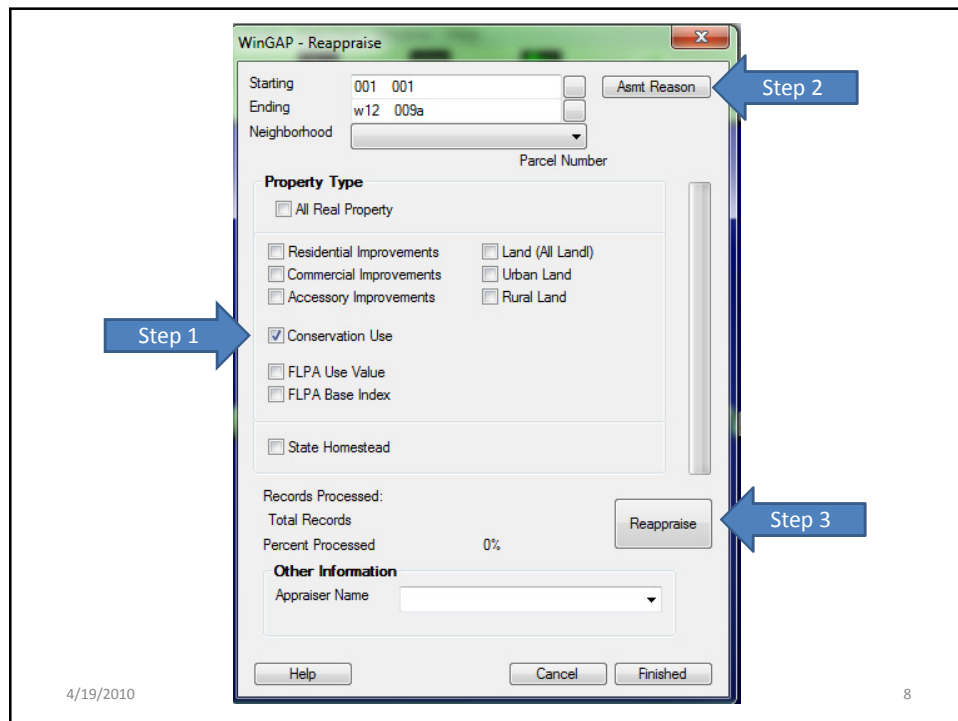 WinGAP - Reappraise
Starting 001 001 Asmt Reason
Step 2
Ending w12 009a
Neighborhood
Parcel Number
Property Type
All Real Property
Residential Improvements Land (All Landl)
Commercial Improvements Urban Land
Accessory Improvements Rural Land
Step 1
Conservation Use
FLPA Use Value
FLPA Base Index
State Homestead
Records Processed:
Total Records
Reappraise
Step 3
Percent Processed 0%
Other Information
Appraiser Name
Help Cancel Finished
4/19/2010 8